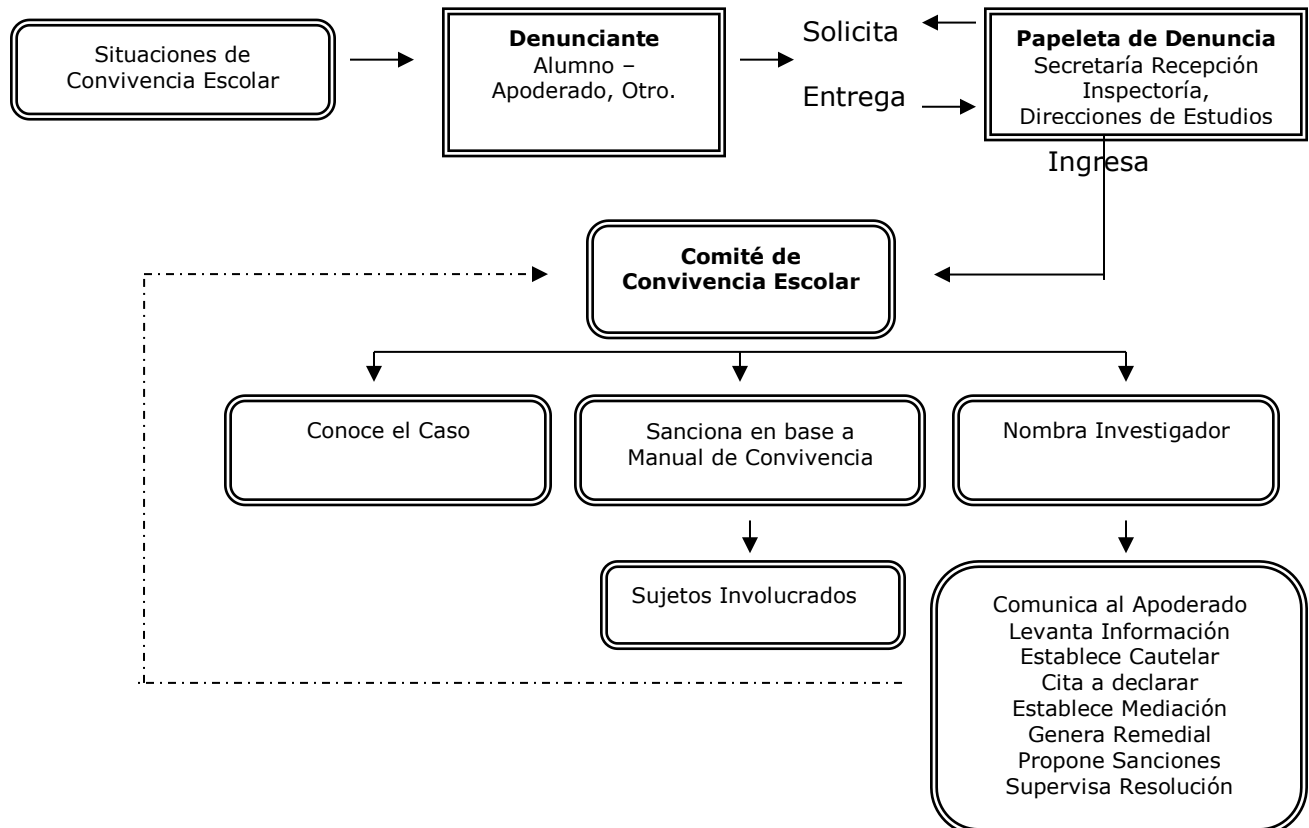 Situaciones de
Convivencia Escolar
Denunciante
Alumno –
Apoderado, Otro.
Solicita
Entrega
Papeleta de Denuncia
Secretaría Recepción
Inspectoría,
Direcciones de Estudios
Ingresa
Comité de
Convivencia Escolar
Conoce el Caso
Sanciona en base a
Manual de Convivencia
Nombra Investigador
Sujetos Involucrados
Comunica al Apoderado
Levanta Información
Establece Cautelar
Cita a declarar
Establece Mediación
Genera Remedial
Propone Sanciones
Supervisa Resolución